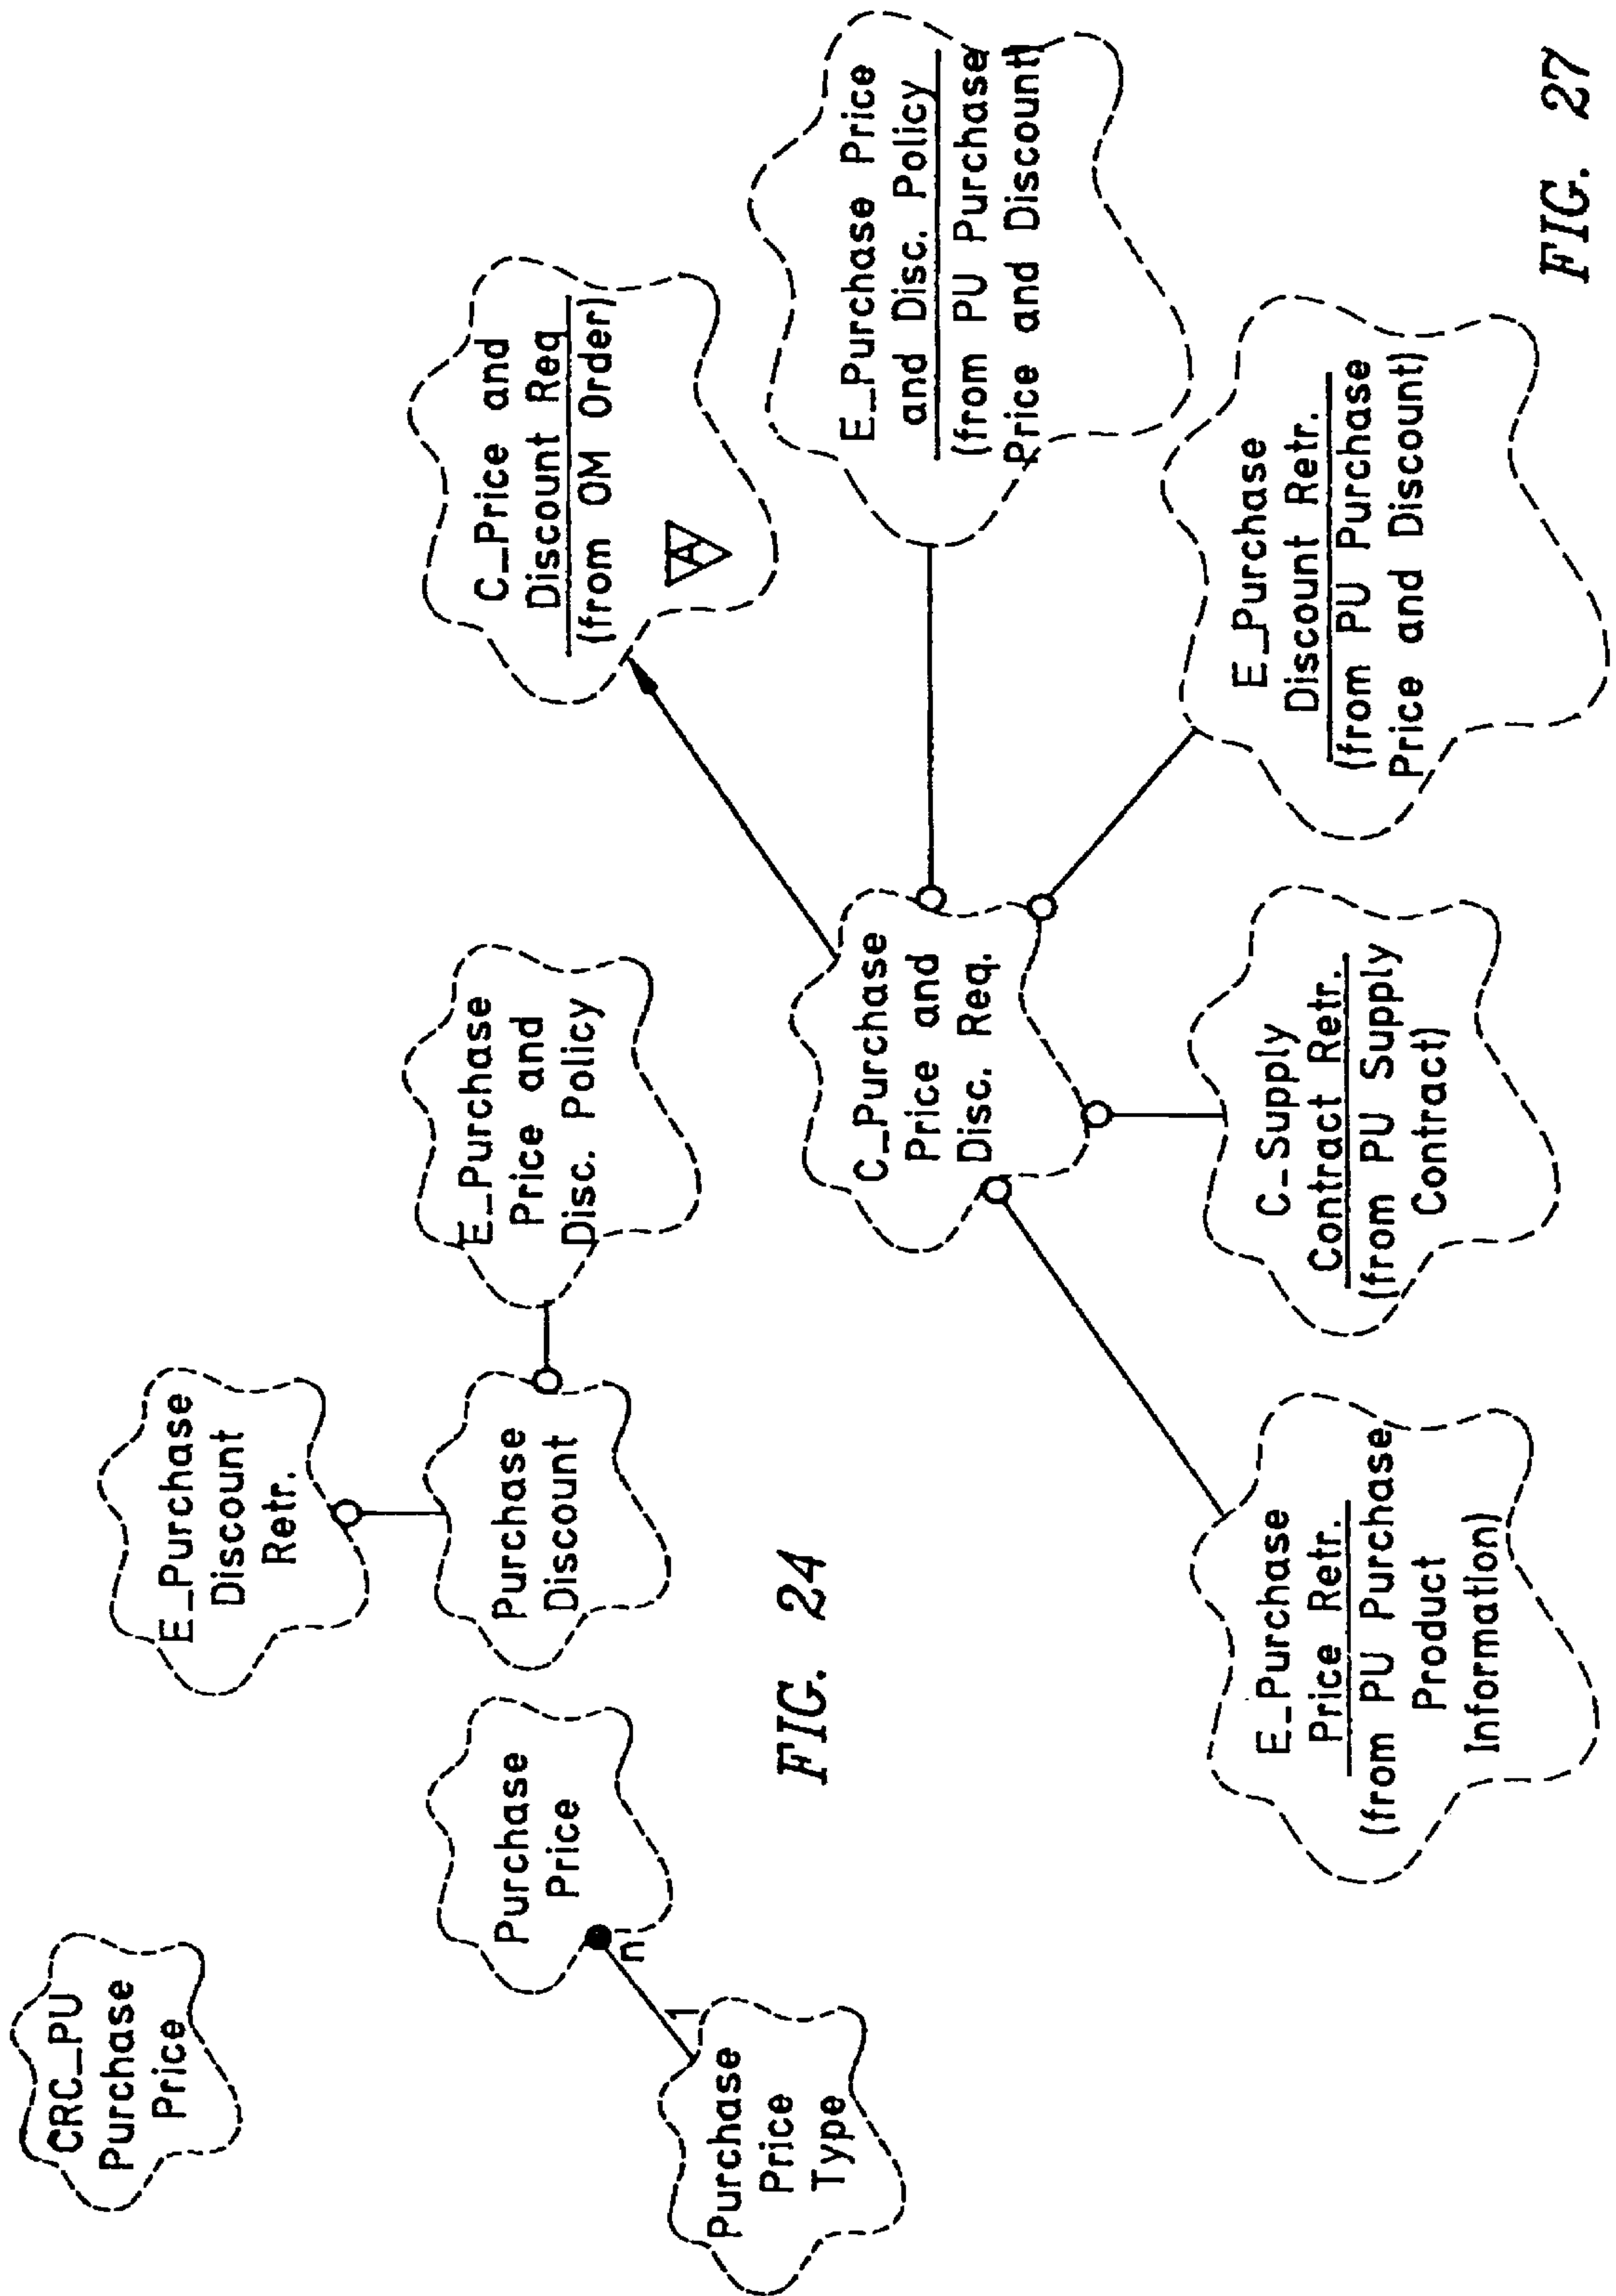 CRC_PU
Purchase
Price
E_Purchase
Discount
Retr.
Purchase
Price
Type
1
n
Purchase
Price
Purchase
Discount
E_Purchase
Price and
Disc. Policy
FIG. 24
C_Price and
Discount Req
(from OM Order)
A
C_Purchase
Price and
Disc. Req.
E_Purchase Price
and Disc. Policy
(from PU Purchase
Price and Discount)
E_Purchase
Price Retr.
(from PU Purchase
Product
Information)
C-Supply
Contract Retr.
(from PU Supply
Contract)
E_Purchase
Discount Retr.
(from PU Purchase
Price and Discount)
FIG. 27